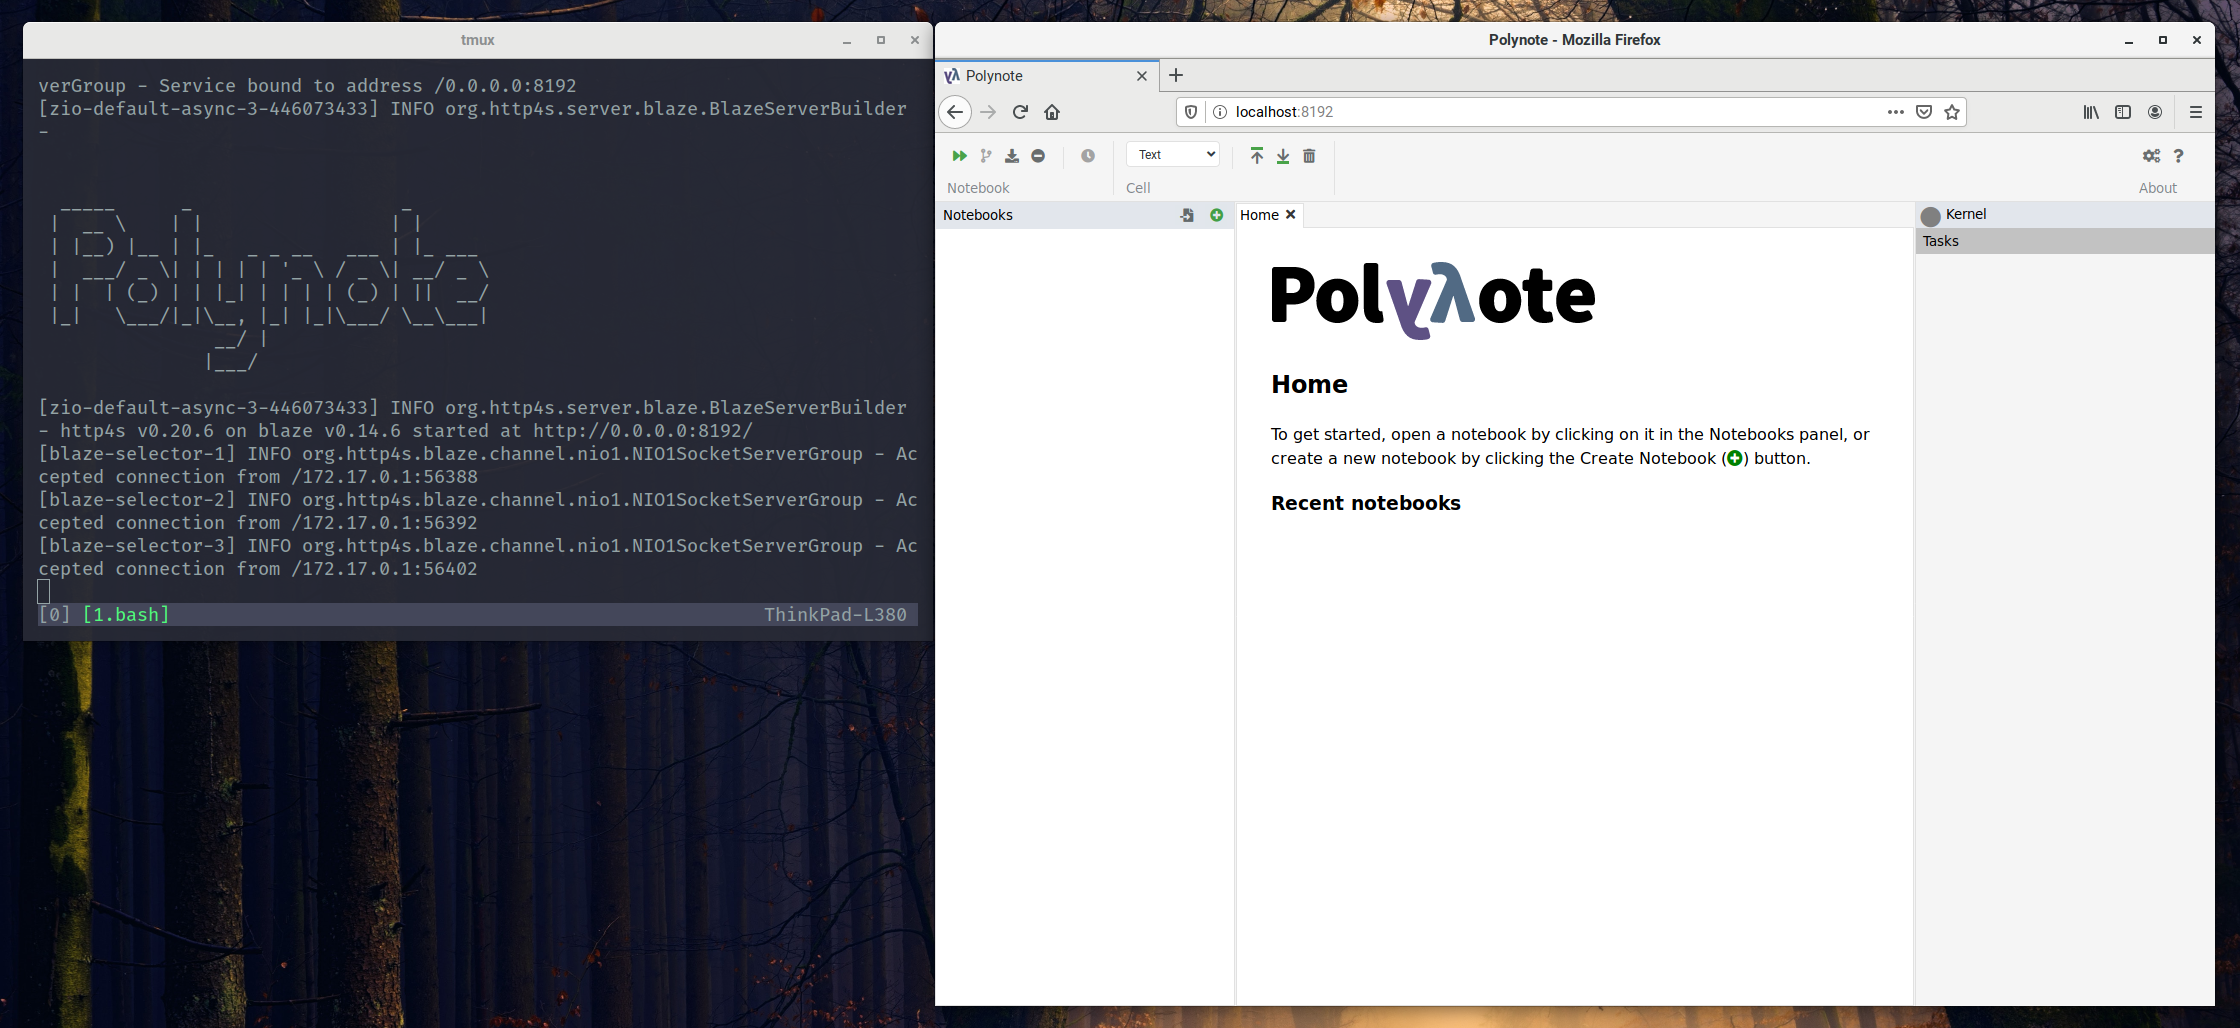 tmux
verGroup - Service bound to address /0.0.0.0:8192
[zio-default-async-3-446073433] INFO org.http4s.server.blaze.BlazeServerBuilder
-
Polynote
[zio-default-async-3-446073433] INFO org.http4s.server.blaze.BlazeServerBuilder
- http4s v0.20.6 on blaze v0.14.6 started at http://0.0.0.0:8192/
[blaze-selector-1] INFO org.http4s.blaze.channel.nio1.NIO1SocketServerGroup - Ac
cepted connection from /172.17.0.1:56388
[blaze-selector-2] INFO org.http4s.blaze.channel.nio1.NIO1SocketServerGroup - Ac
cepted connection from /172.17.0.1:56392
[blaze-selector-3] INFO org.http4s.blaze.channel.nio1.NIO1SocketServerGroup - Ac
cepted connection from /172.17.0.1:56402
[0] [1.bash] ThinkPad-L380
Polynote - Mozilla Firefox
yλ Polynote
localhost:8192
Text
Notebook
Cell
About
Notebooks
Home
Kernel
Tasks
Polyλote
Home
To get started, open a notebook by clicking on it in the Notebooks panel, or
create a new notebook by clicking the Create Notebook (+) button.
Recent notebooks